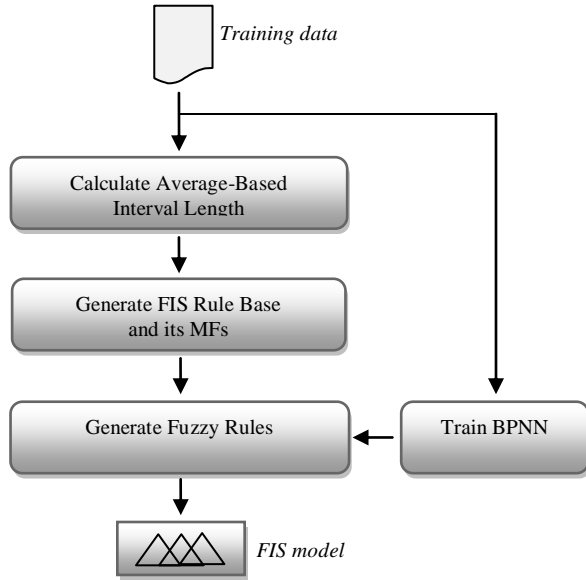 Training data
Calculate Average-Based
Interval Length
Generate FIS Rule Base
and its MFs
Generate Fuzzy Rules
Train BPNN
FIS model